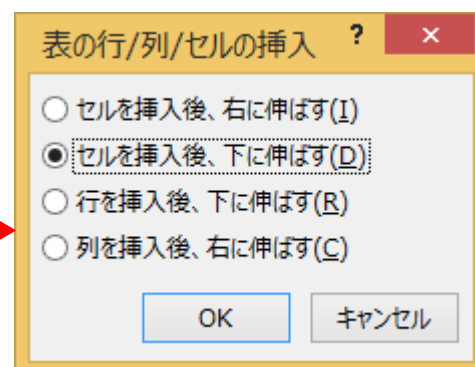 表の行/列/セルの挿入 ? ×
セルを挿入後、右に伸ばす(I)
セルを挿入後、下に伸ばす(D)
行を挿入後、下に伸ばす(R)
列を挿入後、右に伸ばす(C)
OK キャンセル